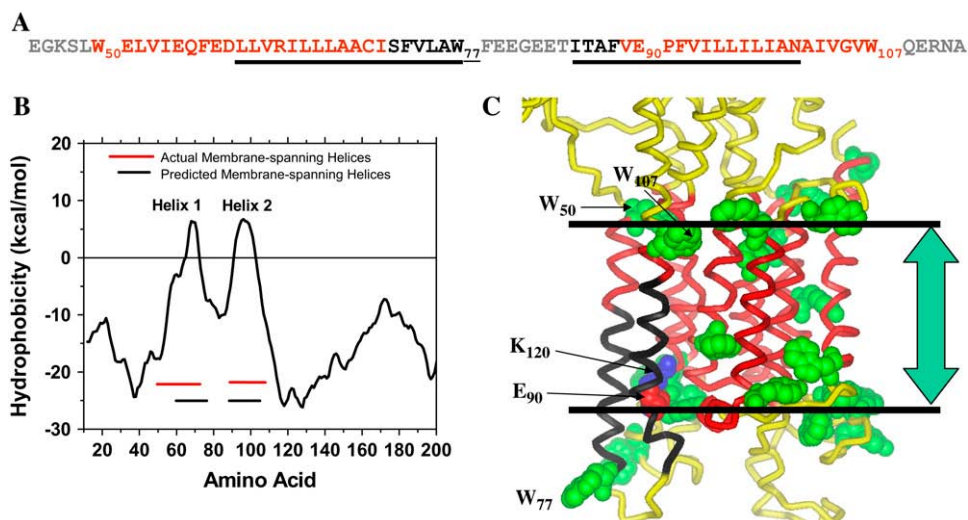 A
EGKSLW50ELVIEQFEDLLVRILLLAACISFVLAW77FEEGEETITAFVE90PFVILLILIANAIVGVW107QERNA
B
20
Actual Membrane-spanning Helices
Predicted Membrane-spanning Helices
10
Helix 1 Helix 2
0
-10
-20
-30
Hydrophobicity (kcal/mol)
20 40 60 80 100 120 140 160 180 200
Amino Acid
C
W107
W50
K120
E90
W77